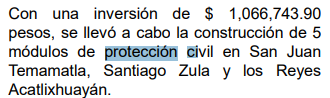 Con una inversión de $ 1,066,743.90
pesos, se llevó a cabo la construcción de 5
módulos de protección civil en San Juan
Temamatla, Santiago Zula y los Reyes
Acatlixhuayán.